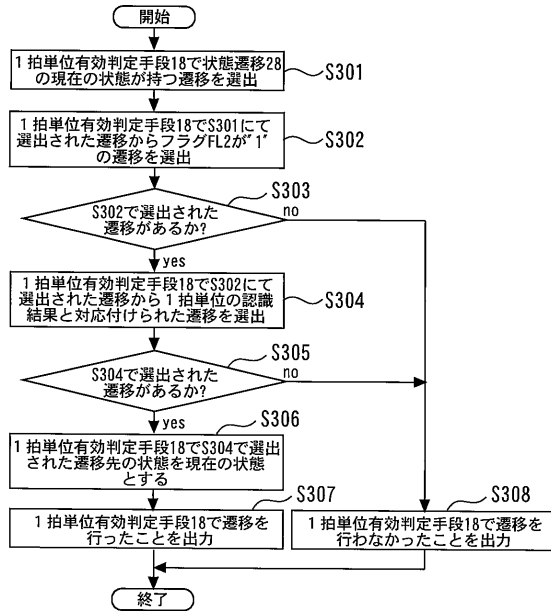 開始
1拍単位有効判定手段18で状態遷移28
の現在の状態が持つ遷移を選出
S301
1拍単位有効判定手段18でS301にて
選出された遷移からフラグFL2が"1"
の遷移を選出
S302
S303
S302で選出された
遷移があるか?
no
yes
1拍単位有効判定手段18でS302にて
選出された遷移から1拍単位の認識
結果と対応付けられた遷移を選出
S304
S305
S304で選出された
遷移があるか?
no
yes
S306
1拍単位有効判定手段18でS304で選出
された遷移先の状態を現在の状態
とする
S307
1拍単位有効判定手段18で遷移を
行ったことを出力
S308
1拍単位有効判定手段18で遷移を
行わなかったことを出力
終了